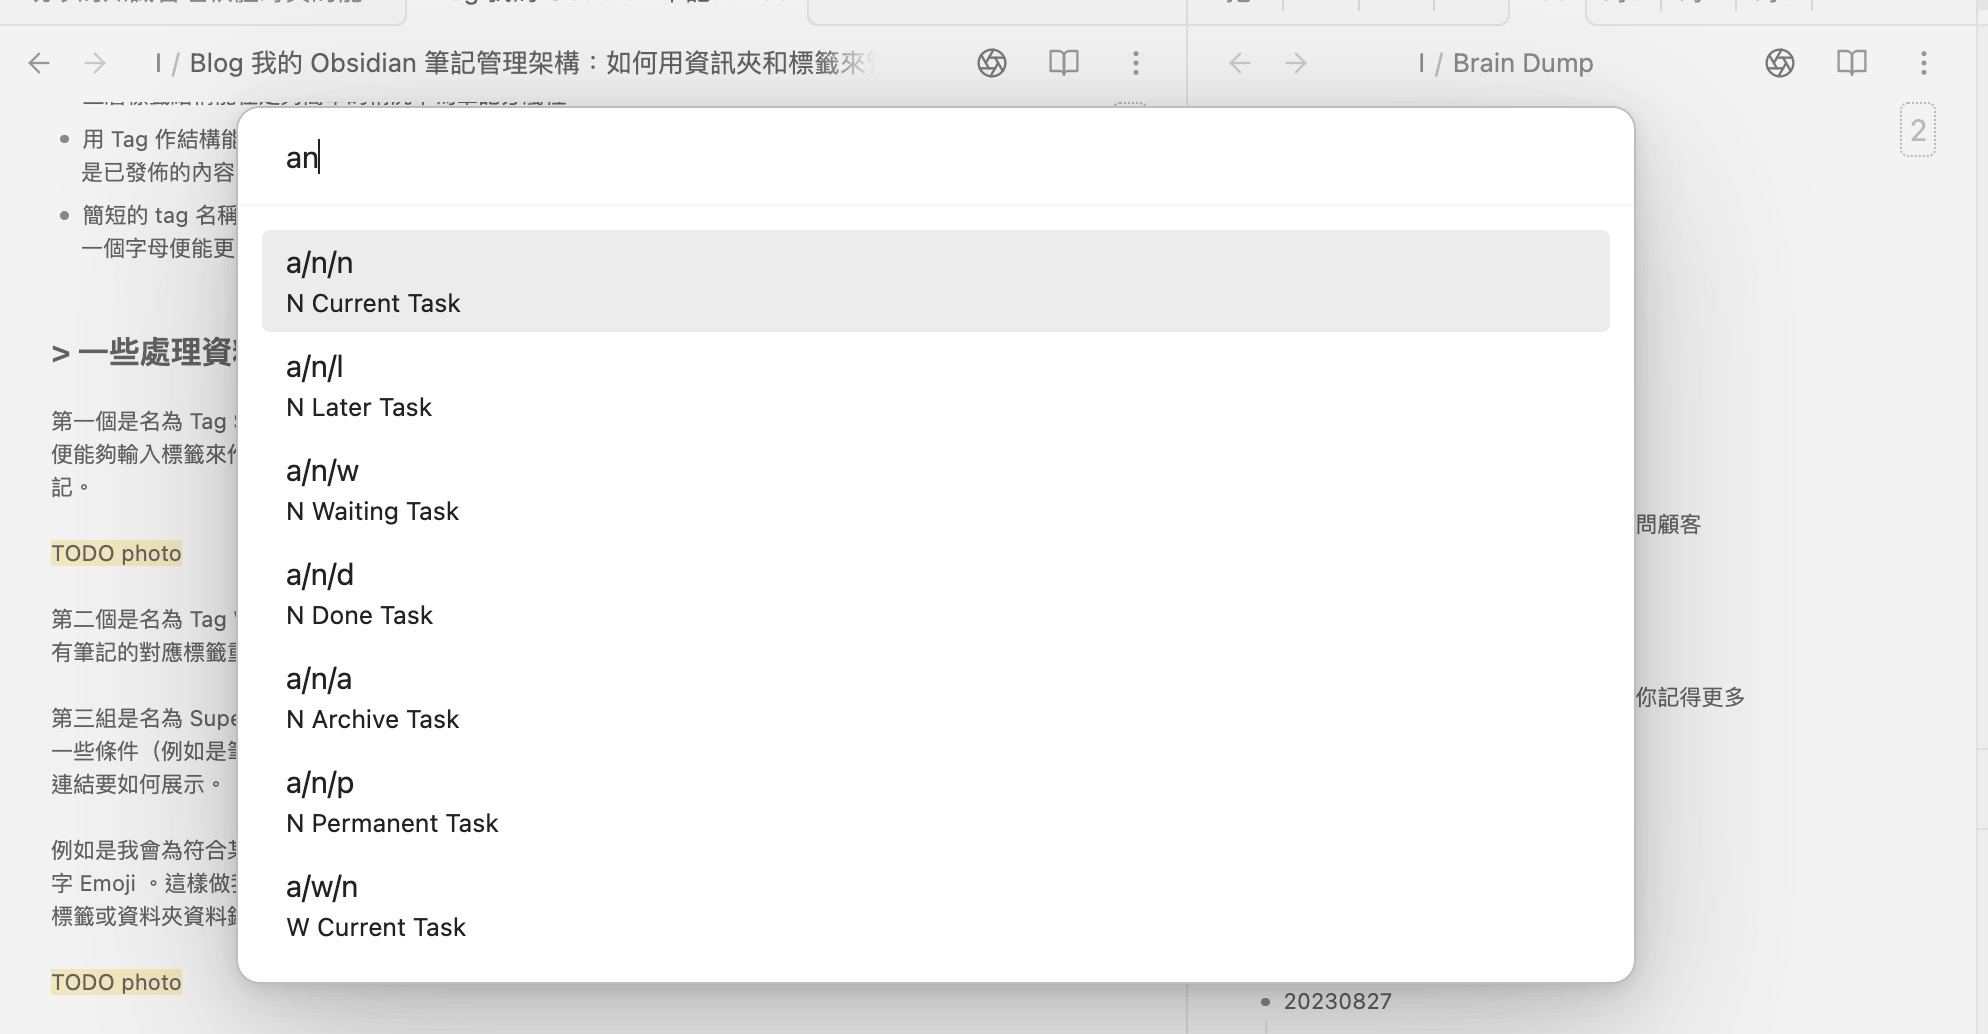 I / Blog 我的 Obsidian 筆記管理架構：如何用資訊夾和標籤來
I / Brain Dump
用 Tag 作結構能
是已發佈的內容
簡短的 tag 名稱
一個字母便能更
> 一些處理資
第一個是名為 Tag
便能夠輸入標籤來作
記。
TODO photo
第二個是名為 Tag
有筆記的對應標籤重
第三組是名為 Supe
一些條件（例如是筆
連結要如何展示。
例如是我會為符合某
字 Emoji 。這樣做
標籤或資料夾資料
TODO photo
an
a/n/n
N Current Task
a/n/l
N Later Task
a/n/w
N Waiting Task
a/n/d
N Done Task
a/n/a
N Archive Task
a/n/p
N Permanent Task
a/w/n
W Current Task
2
問顧客
你記得更多
20230827